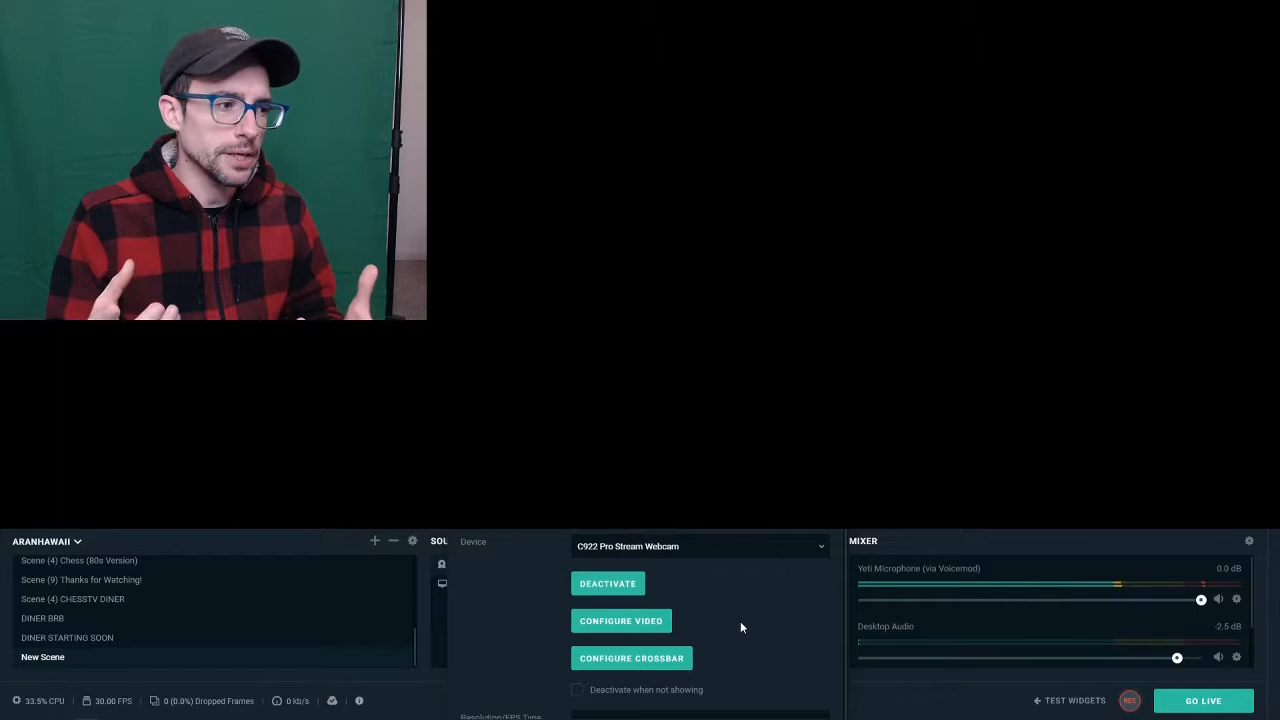 ARANHAWAII
SOU
Device
C922 Pro Stream Webcam
MIXER
Scene (4) Chess (80s Version)
Scene (9) Thanks for Watching!
Scene (4) CHESSTV DINER
DINER BRB
DINER STARTING SOON
New Scene
DEACTIVATE
CONFIGURE VIDEO
CONFIGURE CROSSBAR
Deactivate when not showing
Resolution/FPS Type
Yeti Microphone (via Voicemod) 0.0 dB
Desktop Audio -2.5 dB
33.5% CPU 30.00 FPS 0 (0.0%) Dropped Frames 0 kb/s
TEST WIDGETS REC GO LIVE